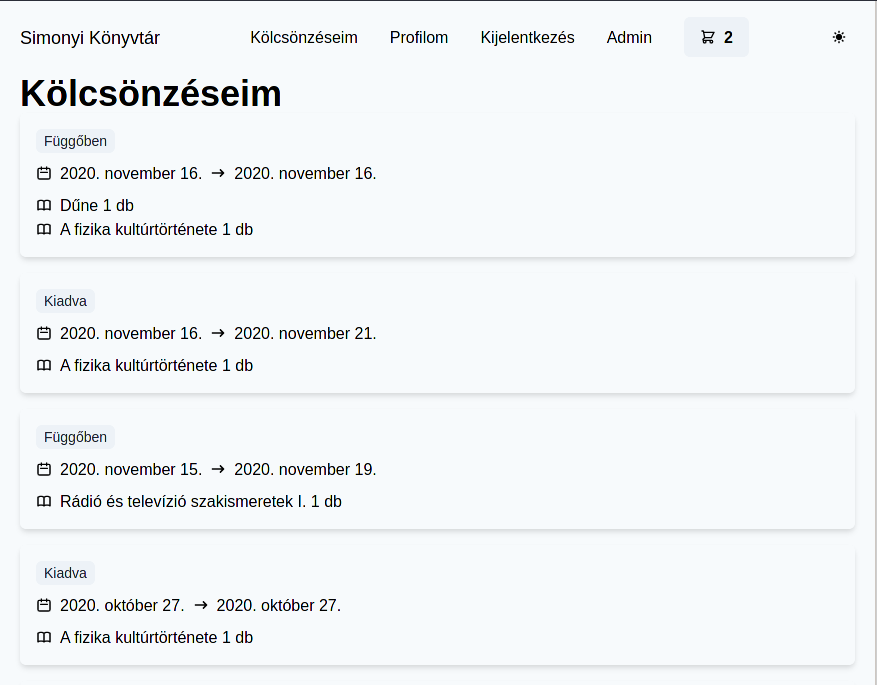 Simonyi Könyvtár Kölcsönzéseim Profilom Kijelentkezés Admin 2
Kölcsönzéseim
Függőben
2020. november 16. → 2020. november 16.
Dűne 1 db
A fizika kultúrtörténete 1 db
Kiadva
2020. november 16. → 2020. november 21.
A fizika kultúrtörténete 1 db
Függőben
2020. november 15. → 2020. november 19.
Rádió és televízió szakismeretek I. 1 db
Kiadva
2020. október 27. → 2020. október 27.
A fizika kultúrtörténete 1 db